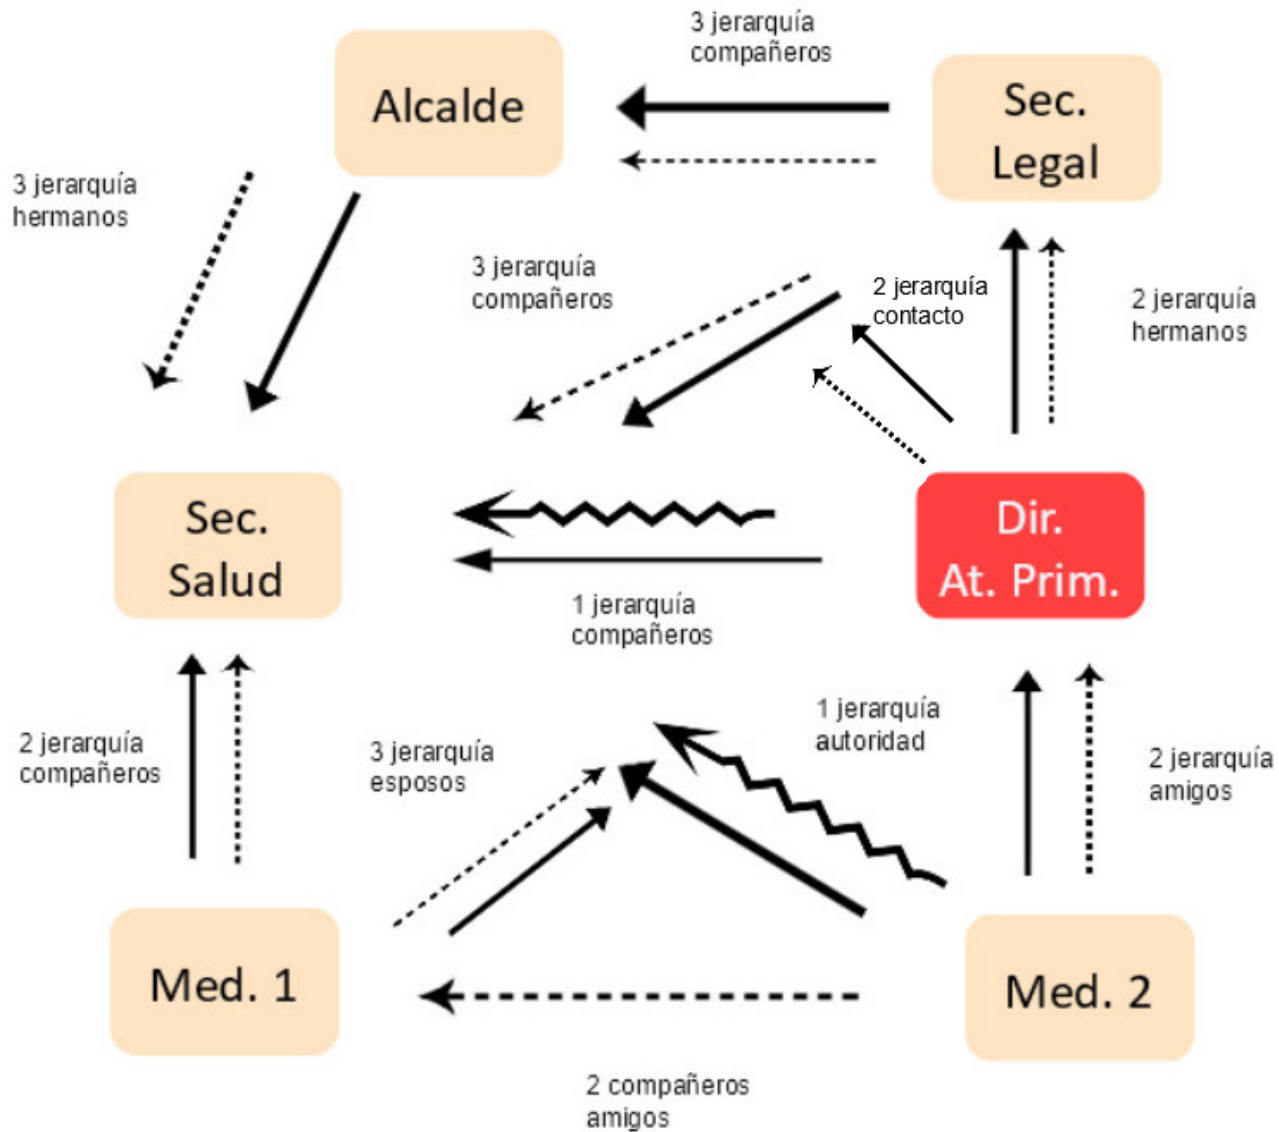 3 jerarquía
compañeros
Alcalde
Sec.
Legal
3 jerarquía
hermanos
3 jerarquía
compañeros
2 jerarquía
contacto
2 jerarquía
hermanos
Sec.
Salud
Dir.
At. Prim.
1 jerarquía
compañeros
2 jerarquía
compañeros
3 jerarquía
esposos
1 jerarquía
autoridad
2 jerarquía
amigos
Med. 1
Med. 2
2 compañeros
amigos